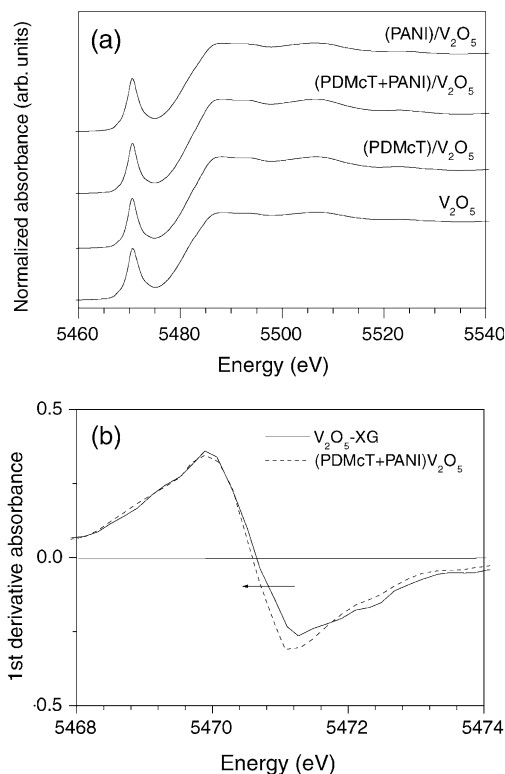 (a)
(PANI)/V₂O₅
(PDMcT+PANI)/V₂O₅
(PDMcT)/V₂O₅
V₂O₅
Normalized absorbance (arb. units)
5460 5480 5500 5520 5540
Energy (eV)
(b)
V₂O₅-XG
(PDMcT+PANI)V₂O₅
0.5
0.0
-0.5
1st derivative absorbance
5468 5470 5472 5474
Energy (eV)